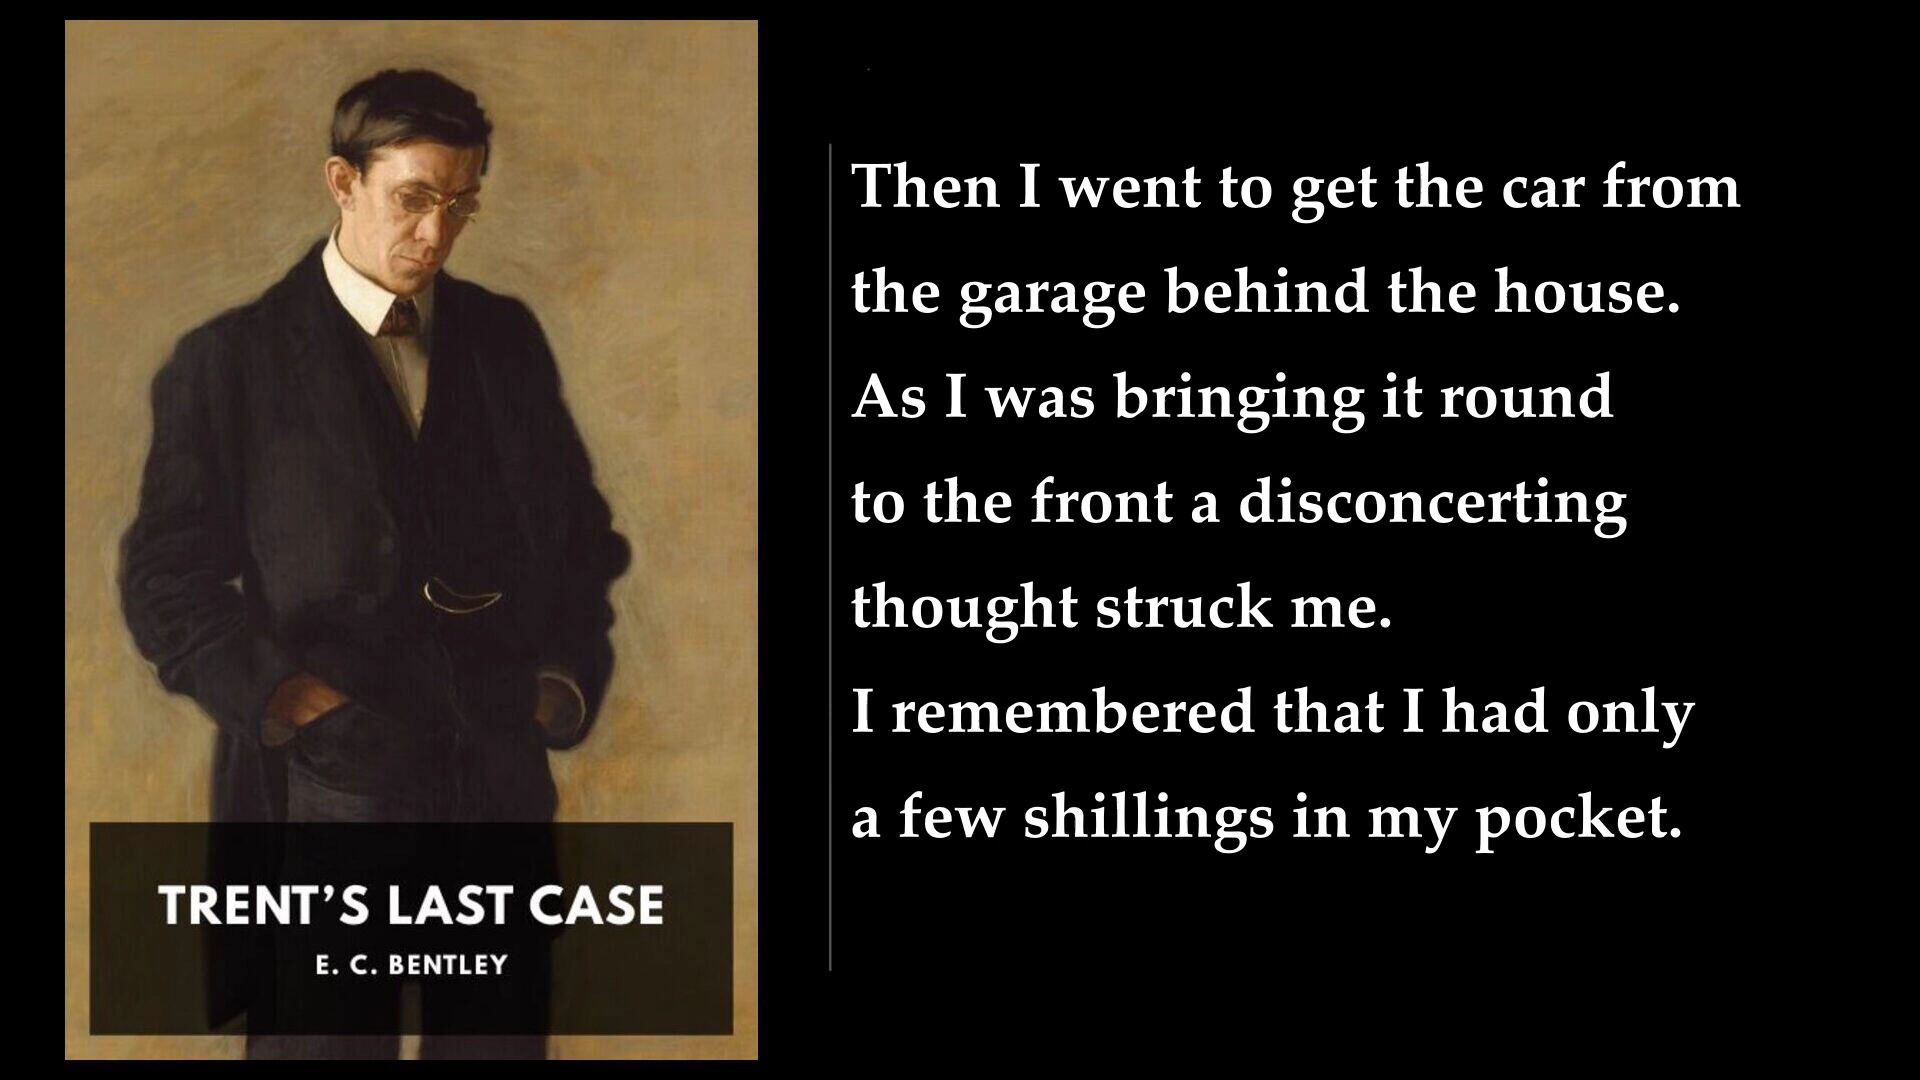 TRENT’S LAST CASE
E. C. BENTLEY
Then I went to get the car from
the garage behind the house.
As I was bringing it round
to the front a disconcerting
thought struck me.
I remembered that I had only
a few shillings in my pocket.